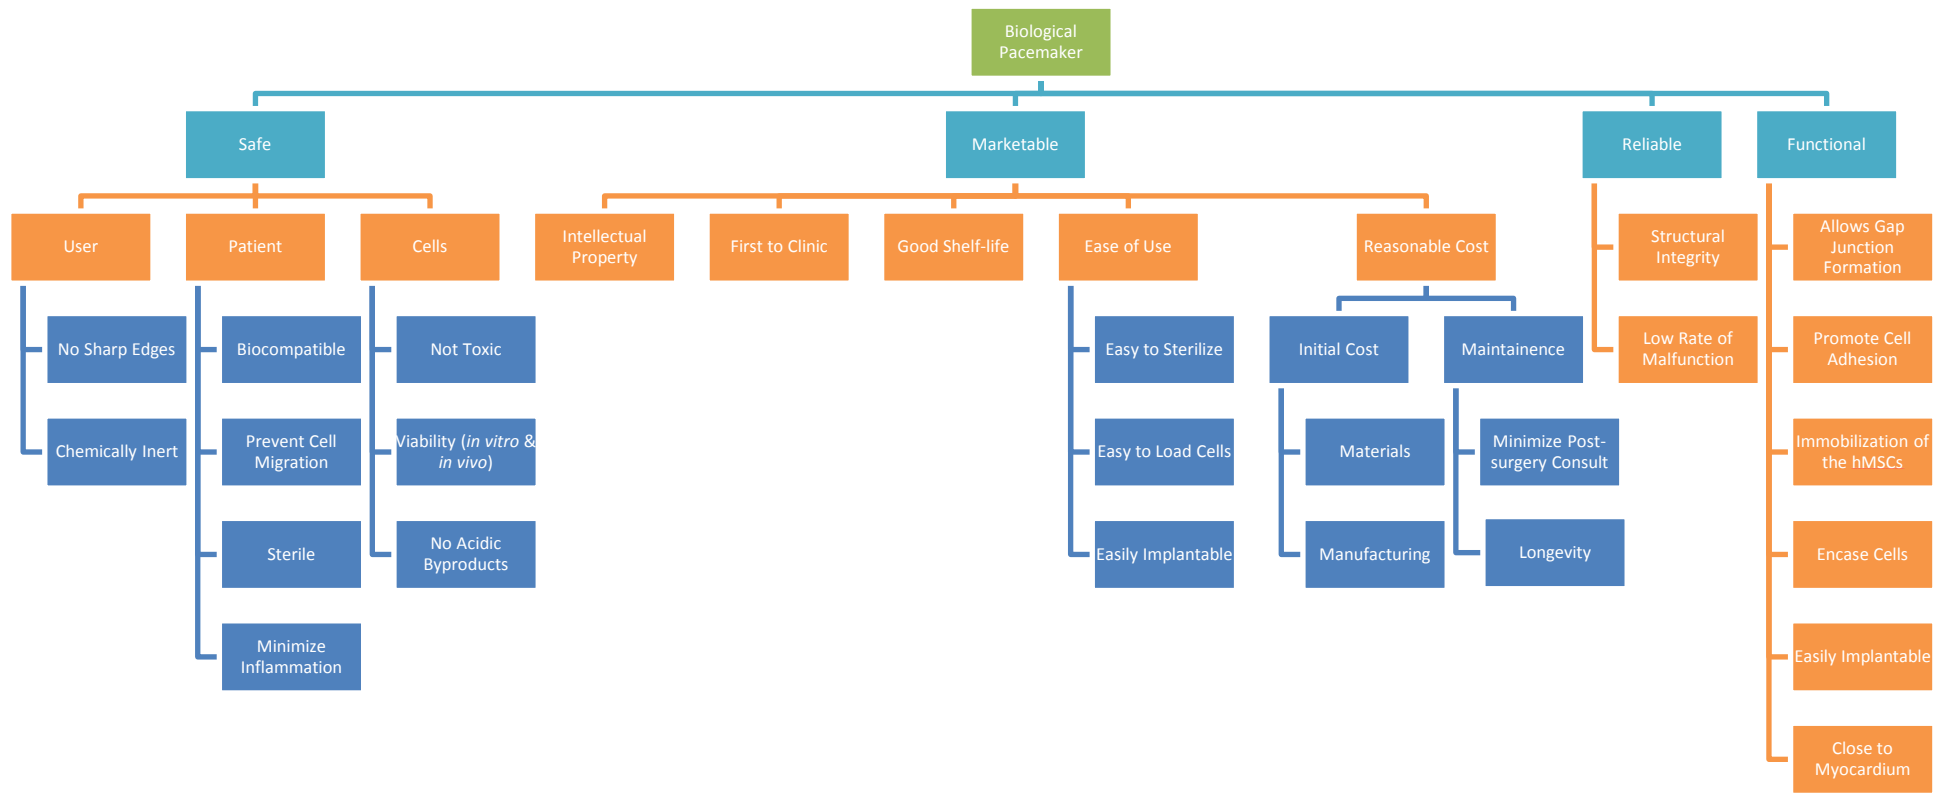 Biological
Pacemaker
Safe
Marketable
Reliable
Functional
User
Patient
Cells
Intellectual
Property
First to Clinic
Good Shelf-life
Ease of Use
Reasonable Cost
Structural
Integrity
Allows Gap
Junction
Formation
No Sharp Edges
Biocompatible
Not Toxic
Easy to Sterilize
Initial Cost
Maintainence
Low Rate of
Malfunction
Promote Cell
Adhesion
Chemically Inert
Prevent Cell
Migration
Viability (in vitro &
in vivo)
Easy to Load Cells
Materials
Minimize Post-
surgery Consult
Immobilization of
the hMSCs
Sterile
No Acidic
Byproducts
Easily Implantable
Manufacturing
Longevity
Encase Cells
Minimize
Inflammation
Easily Implantable
Close to
Myocardium